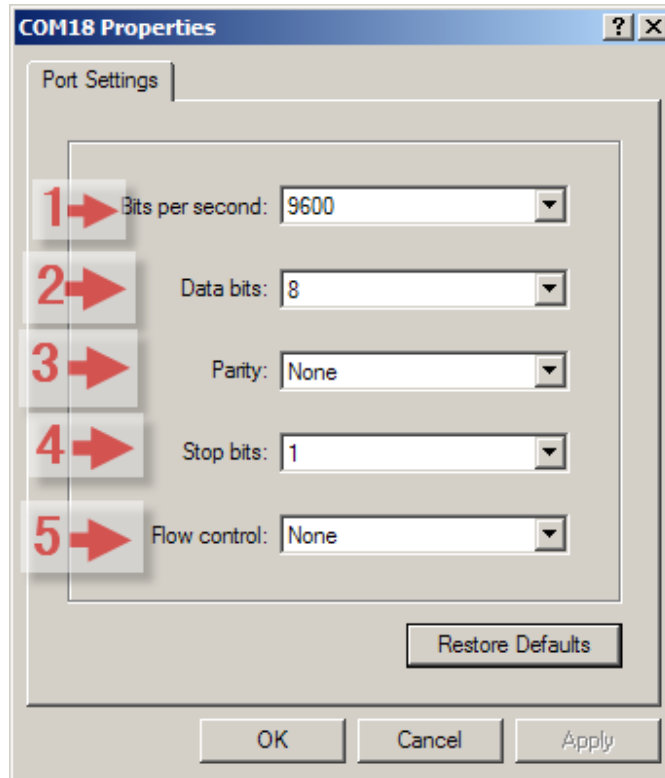 COM18 Properties
Port Settings
1 Bits per second: 9600
2 Data bits: 8
3 Parity: None
4 Stop bits: 1
5 Flow control: None
Restore Defaults
OK Cancel Apply